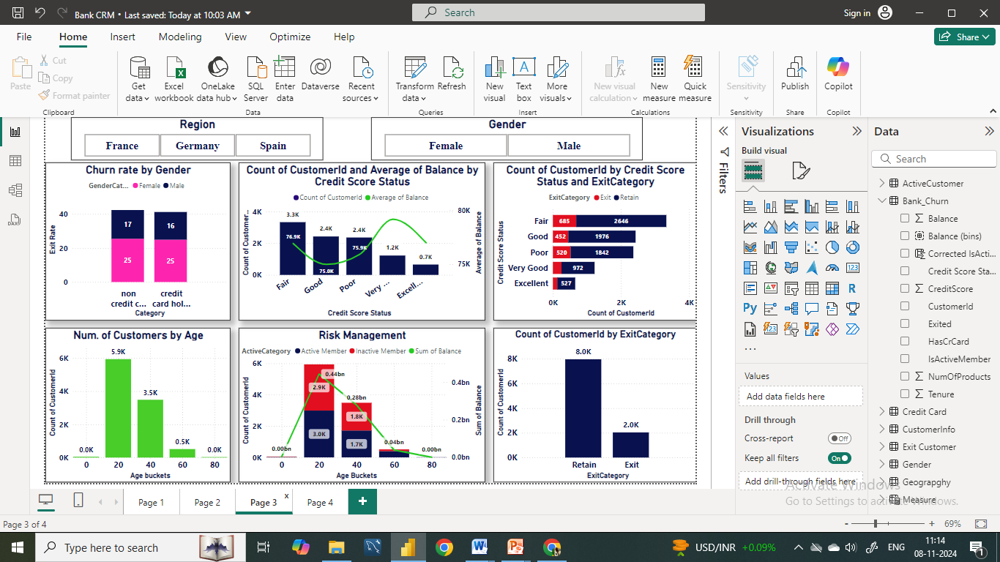 Bank CRM • Last saved: Today at 10:03 AM
Search
Sign in
File Home Insert Modeling View Optimize Help
Share
Paste
Cut
Copy
Format painter
Clipboard
Get data
Excel workbook
OneLake data hub
SQL Server
Enter data
Dataverse
Recent sources
Data
Transform data
Refresh
Queries
New visual
Text box
More visuals
Insert
New visual calculation
New measure
Quick measure
Calculations
Sensitivity
Sensitivity
Publish
Share
Copilot
Copilot
Region
France Germany Spain
Gender
Female Male
Churn rate by Gender
GenderCat... Female Male
Exit Rate
40
20
0
17
25
16
25
non credit c...
credit card hol...
Category
Count of CustomerId and Average of Balance by
Credit Score Status
Count of CustomerId Average of Balance
Count of Customer...
4K
2K
0K
3.3K
2.4K
2.4K
1.2K
0.7K
76.9K
75.0K
75.9K
80K
75K
Average of Balance
Fair Good Poor Very ... Excell...
Credit Score Status
Count of CustomerId by Credit Score
Status and ExitCategory
ExitCategory Exit Retain
Credit Score Status
Fair 685 2646
Good 452 1976
Poor 520 1842
Very Good 972
Excellent 527
0K 2K 4K
Count of CustomerId
Num. of Customers by Age
Count of CustomerId
6K
4K
2K
0K
0.0K 5.9K 3.5K 0.5K 0.0K
0 20 40 60 80
Age buckets
Risk Management
ActiveCategory Active Member Inactive Member Sum of Balance
Count of CustomerId
6K
4K
2K
0K
0.00bn 0.44bn 0.28bn 0.04bn 0.00bn
2.9K
3.0K
1.8K
1.7K
0.4bn
0.2bn
0.0bn
Sum of Balance
0 20 40 60 80
Age Buckets
Count of CustomerId by ExitCategory
Count of CustomerId
8K
6K
4K
2K
0K
8.0K
2.0K
Retain Exit
ExitCategory
Filters
Visualizations
Build visual
123
R
Py
123
...
Values
Add data fields here
Drill through
Cross-report Off
Keep all filters On
Add drill-through fields here
Data
Search
ActiveCustomer
Bank_Churn
Balance
Balance (bins)
Corrected IsActi...
Credit Score Sta...
CreditScore
CustomerId
Exited
HasCrCard
IsActiveMember
NumOfProducts
Tenure
Credit Card
CustomerInfo
Exit Customer
Gender
Geograpghy
Measure
Activate Windows
Go to Settings to activate Windows.
DAX
Page 1 Page 2 Page 3 x Page 4 +
Page 3 of 4
- + 69%
Type here to search
USD/INR +0.09%
ENG
11:14
08-11-2024
1